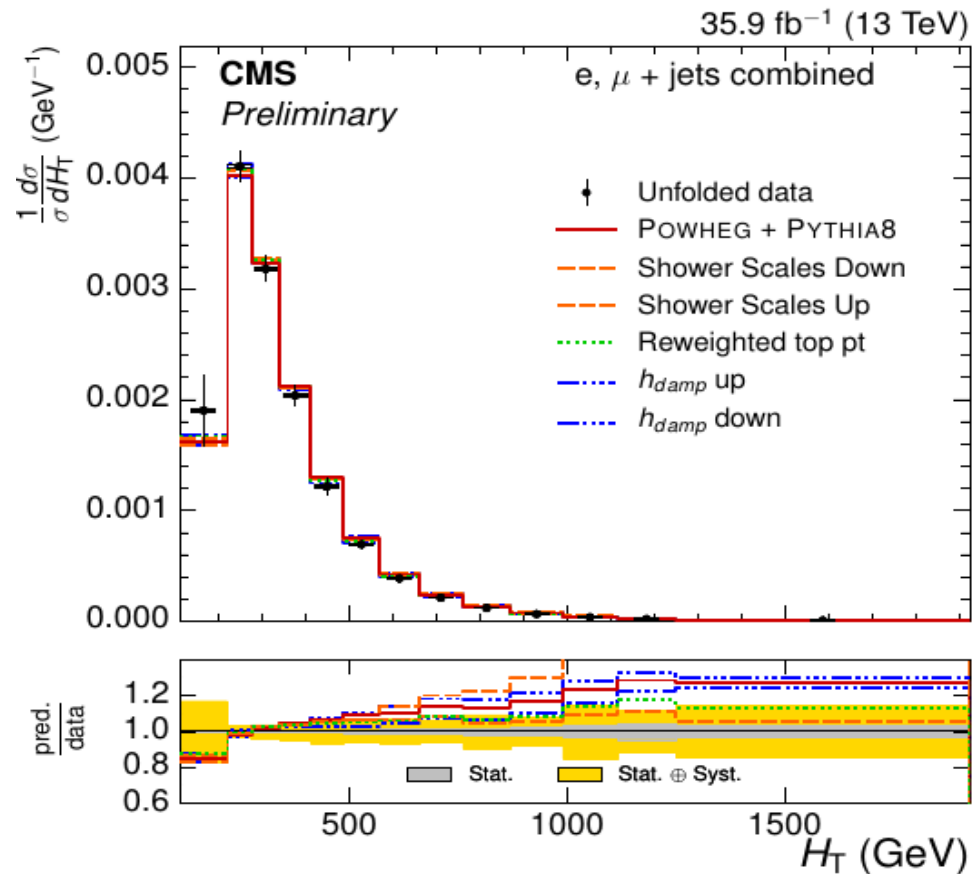 35.9 fb⁻¹ (13 TeV)
CMS
Preliminary
e, μ + jets combined
1/σ dσ/dH_T (GeV⁻¹)
0.005
0.004
0.003
0.002
0.001
0.000
Unfolded data
POWHEG + PYTHIA8
Shower Scales Down
Shower Scales Up
Reweighted top pt
h_damp up
h_damp down
pred./data
1.2
1.0
0.8
0.6
Stat.
Stat. ⊕ Syst.
500
1000
1500
H_T (GeV)